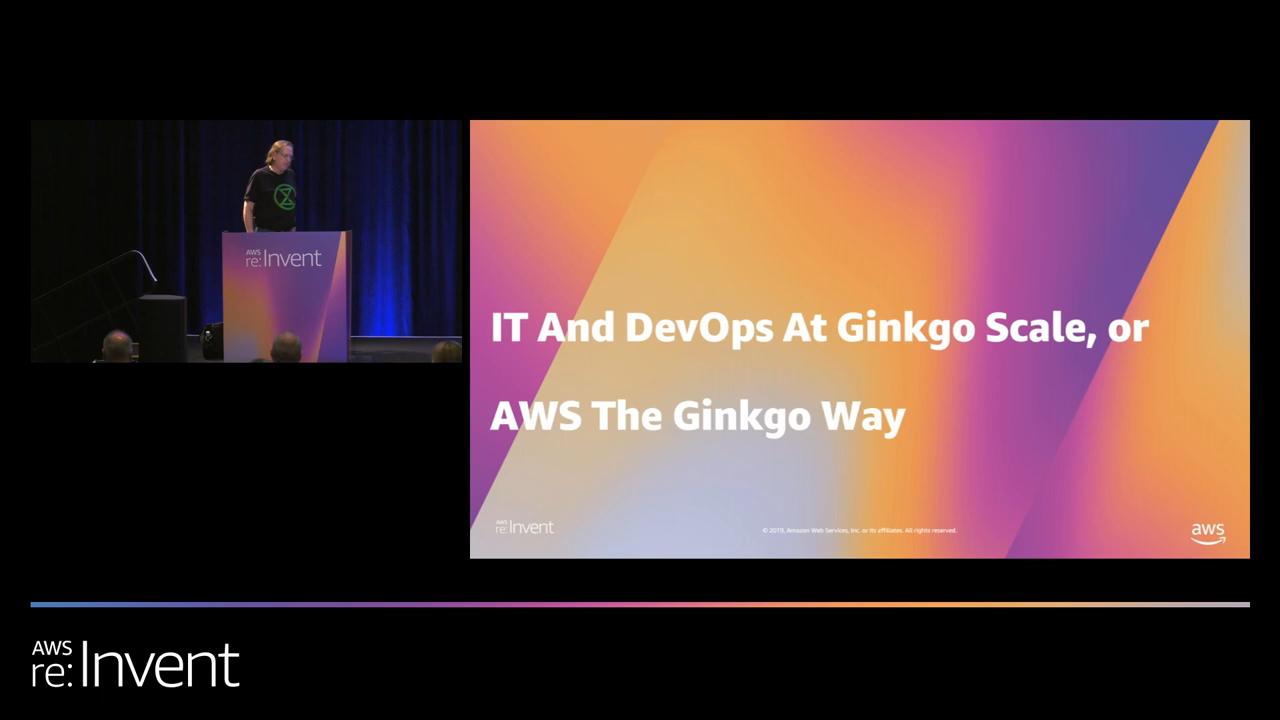 AWS
re:Invent
IT And DevOps At Ginkgo Scale, or
AWS The Ginkgo Way
AWS
re:Invent
© 2019, Amazon Web Services, Inc. or its affiliates. All rights reserved.
aws
AWS
re:Invent